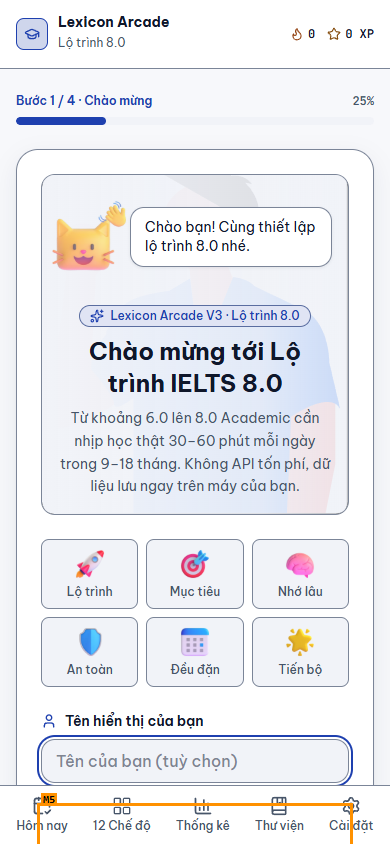 Lexicon Arcade
Lộ trình 8.0
0
0 XP
Bước 1 / 4 · Chào mừng
25%
Chào bạn! Cùng thiết lập
lộ trình 8.0 nhé.
Lexicon Arcade V3 · Lộ trình 8.0
Chào mừng tới Lộ
trình IELTS 8.0
Từ khoảng 6.0 lên 8.0 Academic cần
nhịp học thật 30–60 phút mỗi ngày
trong 9–18 tháng. Không API tốn phí, dữ
liệu lưu ngay trên máy của bạn.
Lộ trình
Mục tiêu
Nhớ lâu
An toàn
Đều đặn
Tiến bộ
Tên hiển thị của bạn
Tên của bạn (tuỳ chọn)
M5
Hôm nay
12 Chế độ
Thống kê
Thư viện
Cài đặt